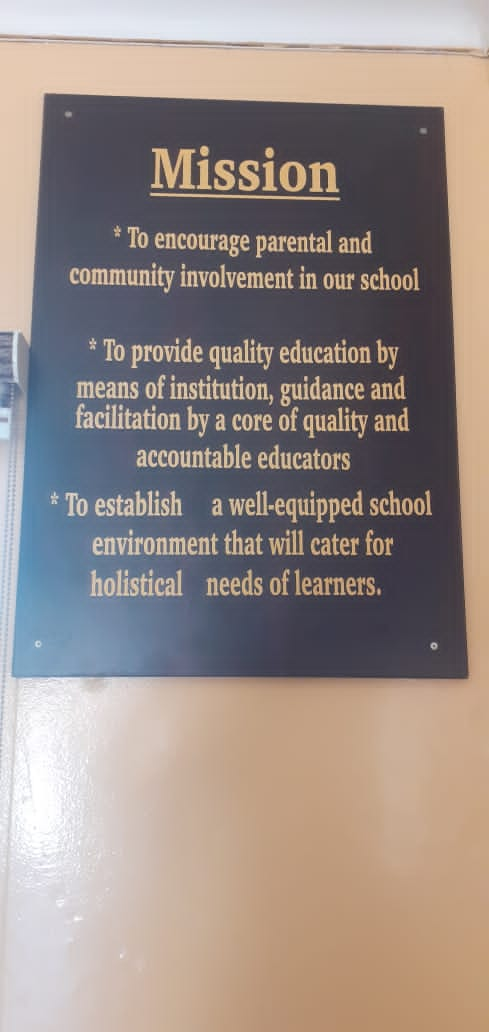 Mission
* To encourage parental and
community involvement in our school
* To provide quality education by
means of institution, guidance and
facilitation by a core of quality and
accountable educators
* To establish a well-equipped school
environment that will cater for
holistical needs of learners.